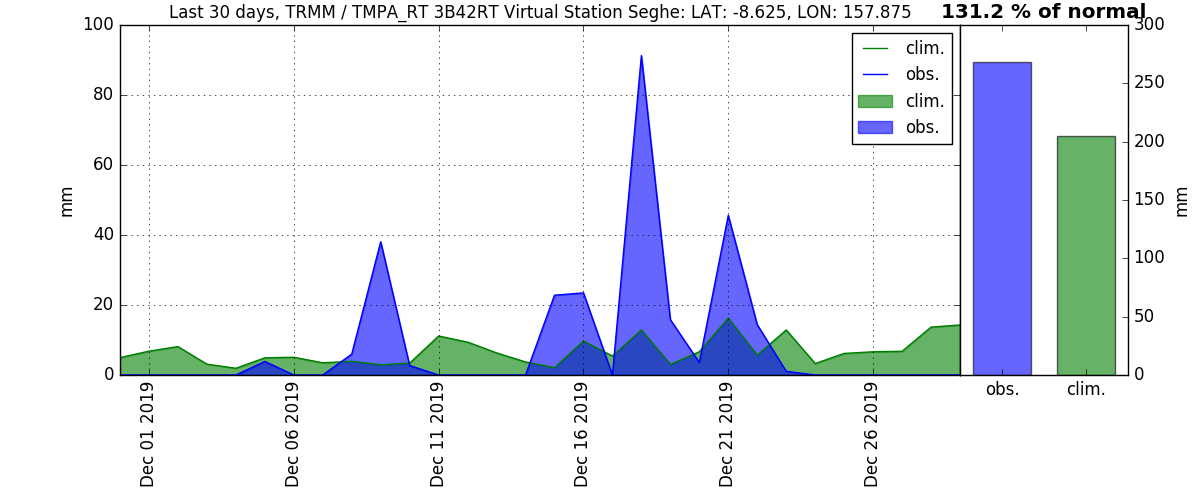 Last 30 days, TRMM / TMPA_RT 3B42RT Virtual Station Seghe: LAT: -8.625, LON: 157.875
131.2 % of normal
100
80
60
40
20
0
mm
clim.
obs.
clim.
obs.
Dec 01 2019
Dec 06 2019
Dec 11 2019
Dec 16 2019
Dec 21 2019
Dec 26 2019
300
250
200
150
100
50
0
mm
obs.
clim.